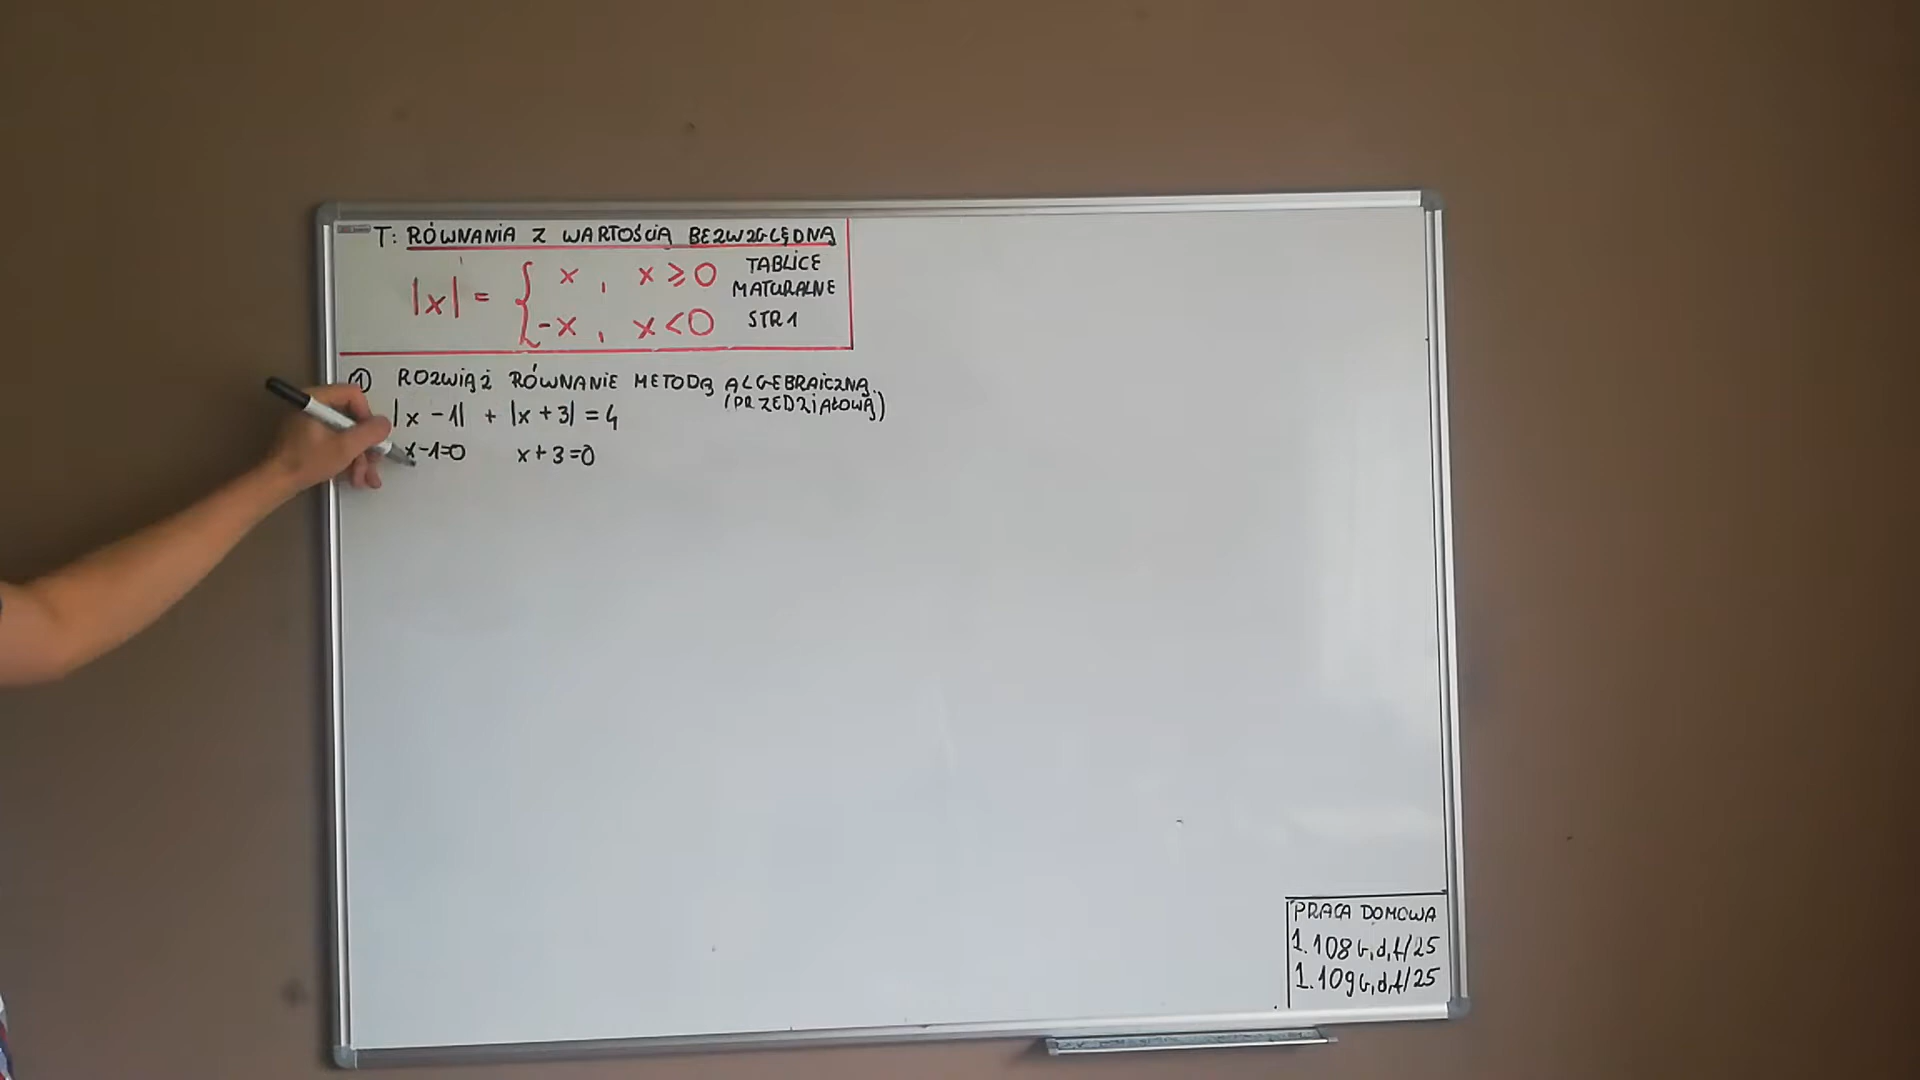 T: RÓWNANIA Z WARTOŚCIĄ BEZWZGLĘDNĄ
|x| = { x , x ≥ 0
-x , x < 0
TABLICE
MATURALNE
STR 1
① ROZWIĄŻ RÓWNANIE METODĄ ALGEBRAICZNĄ.
(PRZEDZIAŁOWĄ)
|x - 1| + |x + 3| = 4
x-1=0 x+3=0
PRACA DOMOWA
1.108 b,d,f/25
1.109 b,d,f/25